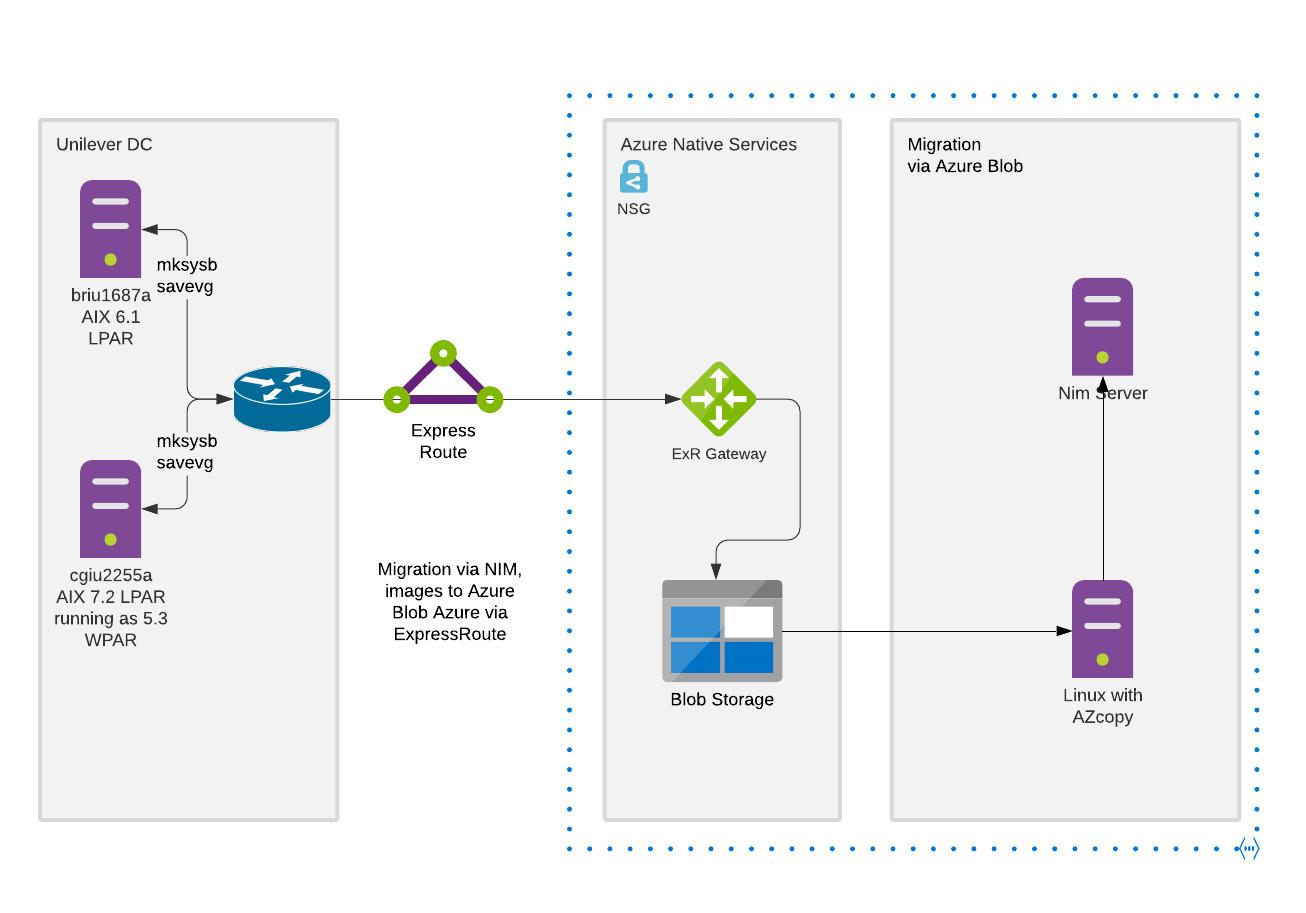 Unilever DC
mksysb
savevg
briu1687a
AIX 6.1
LPAR
mksysb
savevg
cgiu2255a
AIX 7.2 LPAR
running as 5.3
WPAR
Express
Route
Migration via NIM,
images to Azure
Blob Azure via
ExpressRoute
Azure Native Services
NSG
ExR Gateway
Blob Storage
Migration
via Azure Blob
Nim Server
Linux with
AZcopy